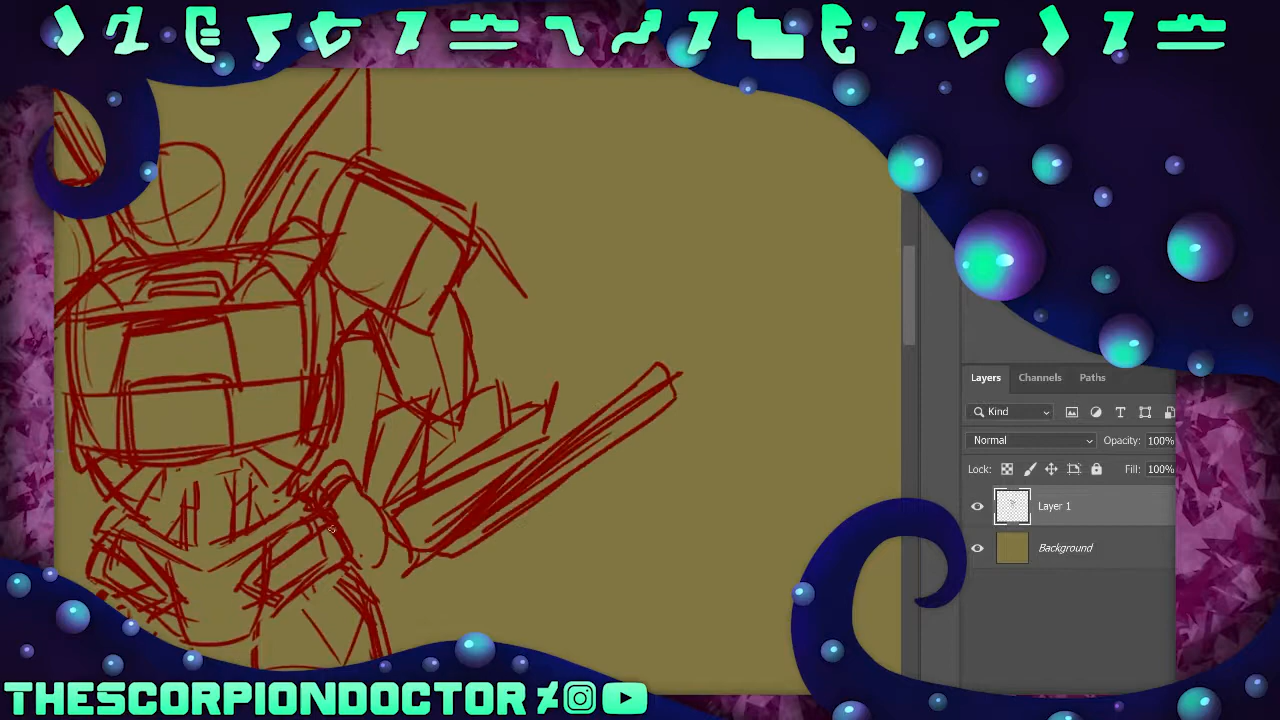 Layers Channels Paths
Kind
Normal Opacity: 100%
Lock: Fill: 100%
Layer 1
Background
THESCORPIONDOCTOR